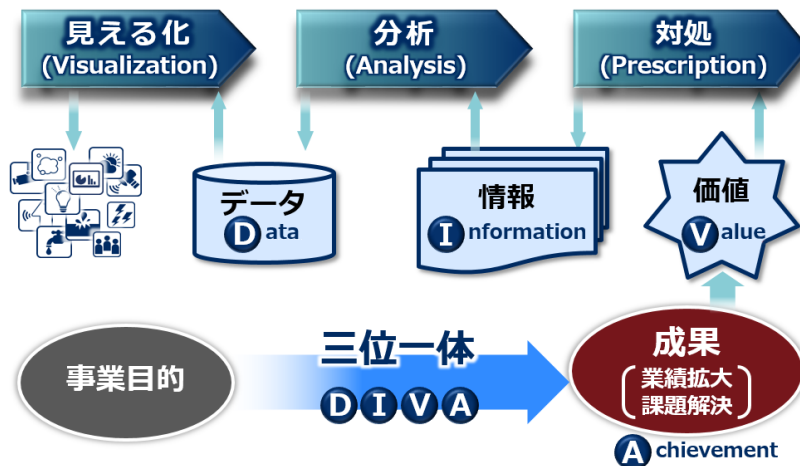 見える化
(Visualization)
分析
(Analysis)
対処
(Prescription)
データ
Data
情報
Information
価値
Value
事業目的
三位一体
DIVA
成果
業績拡大
課題解決
Achievement